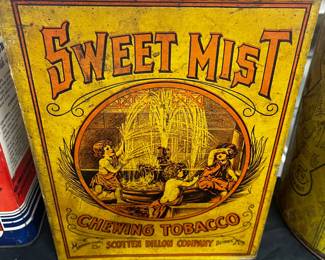 SWEET MIST
CHEWING TOBACCO
SCOTTEN DILLON COMPANY